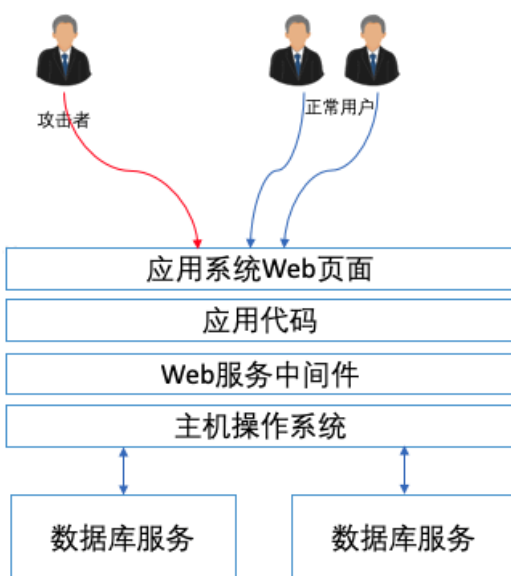 攻击者
正常用户
应用系统Web页面
应用代码
Web服务中间件
主机操作系统
数据库服务
数据库服务